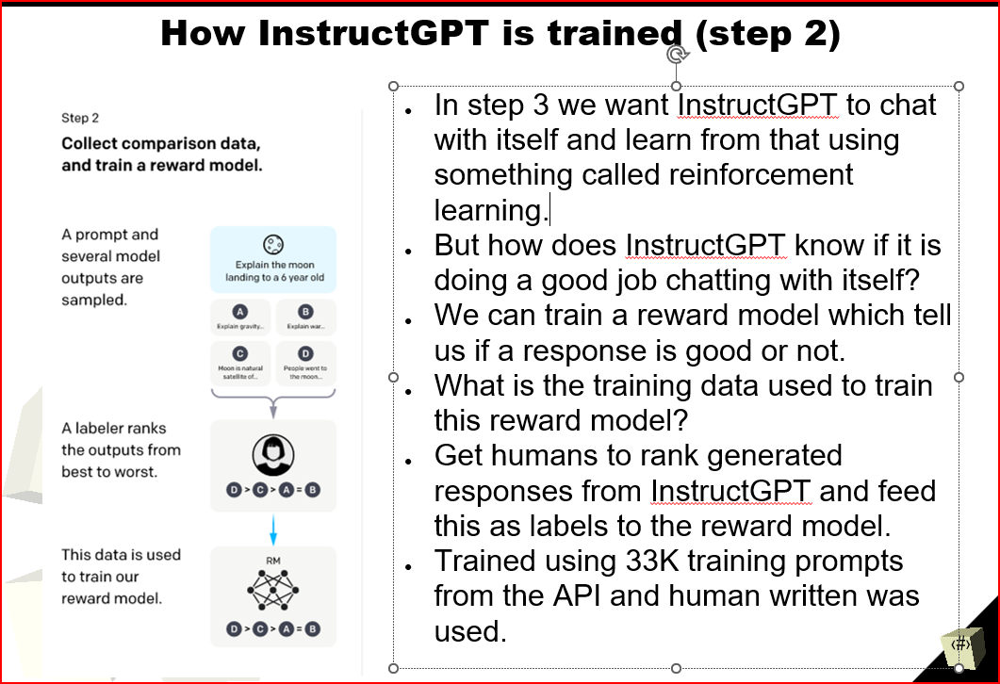 How InstructGPT is trained (step 2)
Step 2
Collect comparison data,
and train a reward model.
A prompt and
several model
outputs are
sampled.
Explain the moon
landing to a 6 year old
A
Explain gravity...
B
Explain war...
C
Moon is natural
satellite of...
D
People went to
the moon...
A labeler ranks
the outputs from
best to worst.
D > C > A = B
This data is used
to train our
reward model.
RM
D > C > A = B
• In step 3 we want InstructGPT to chat
with itself and learn from that using
something called reinforcement
learning.
• But how does InstructGPT know if it is
doing a good job chatting with itself?
• We can train a reward model which tell
us if a response is good or not.
• What is the training data used to train
this reward model?
• Get humans to rank generated
responses from InstructGPT and feed
this as labels to the reward model.
• Trained using 33K training prompts
from the API and human written was
used.
‹#›